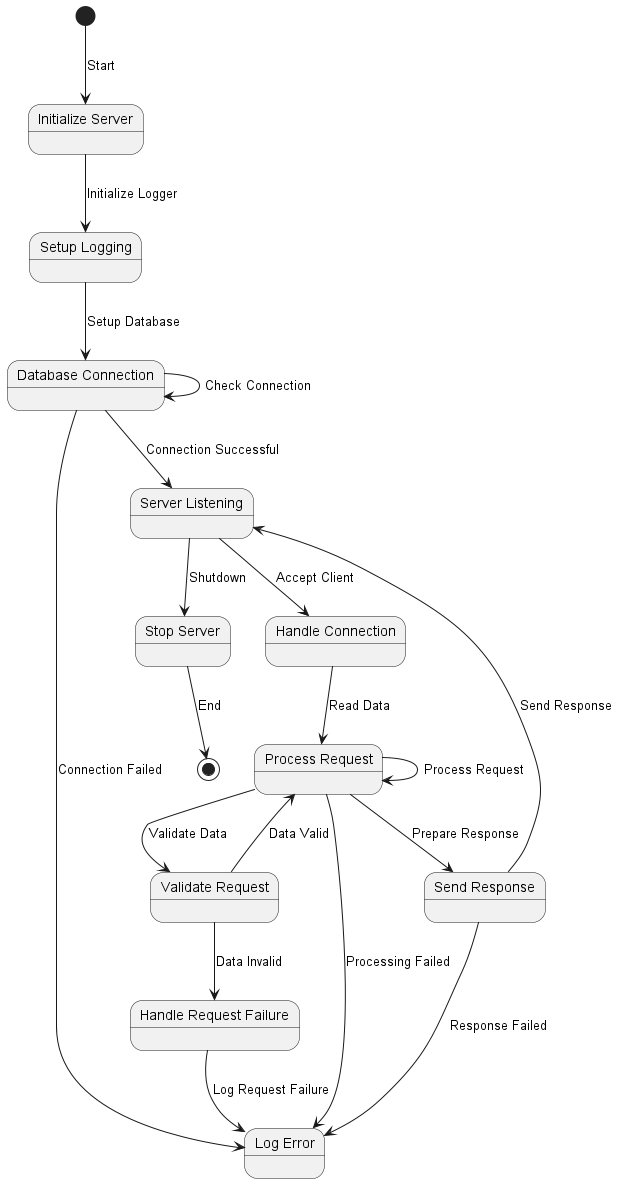 Start
Initialize Server
Initialize Logger
Setup Logging
Setup Database
Database Connection
Check Connection
Connection Successful
Server Listening
Shutdown
Accept Client
Stop Server
Handle Connection
End
Read Data
Send Response
Connection Failed
Process Request
Process Request
Validate Data
Data Valid
Prepare Response
Validate Request
Send Response
Data Invalid
Processing Failed
Handle Request Failure
Response Failed
Log Request Failure
Log Error